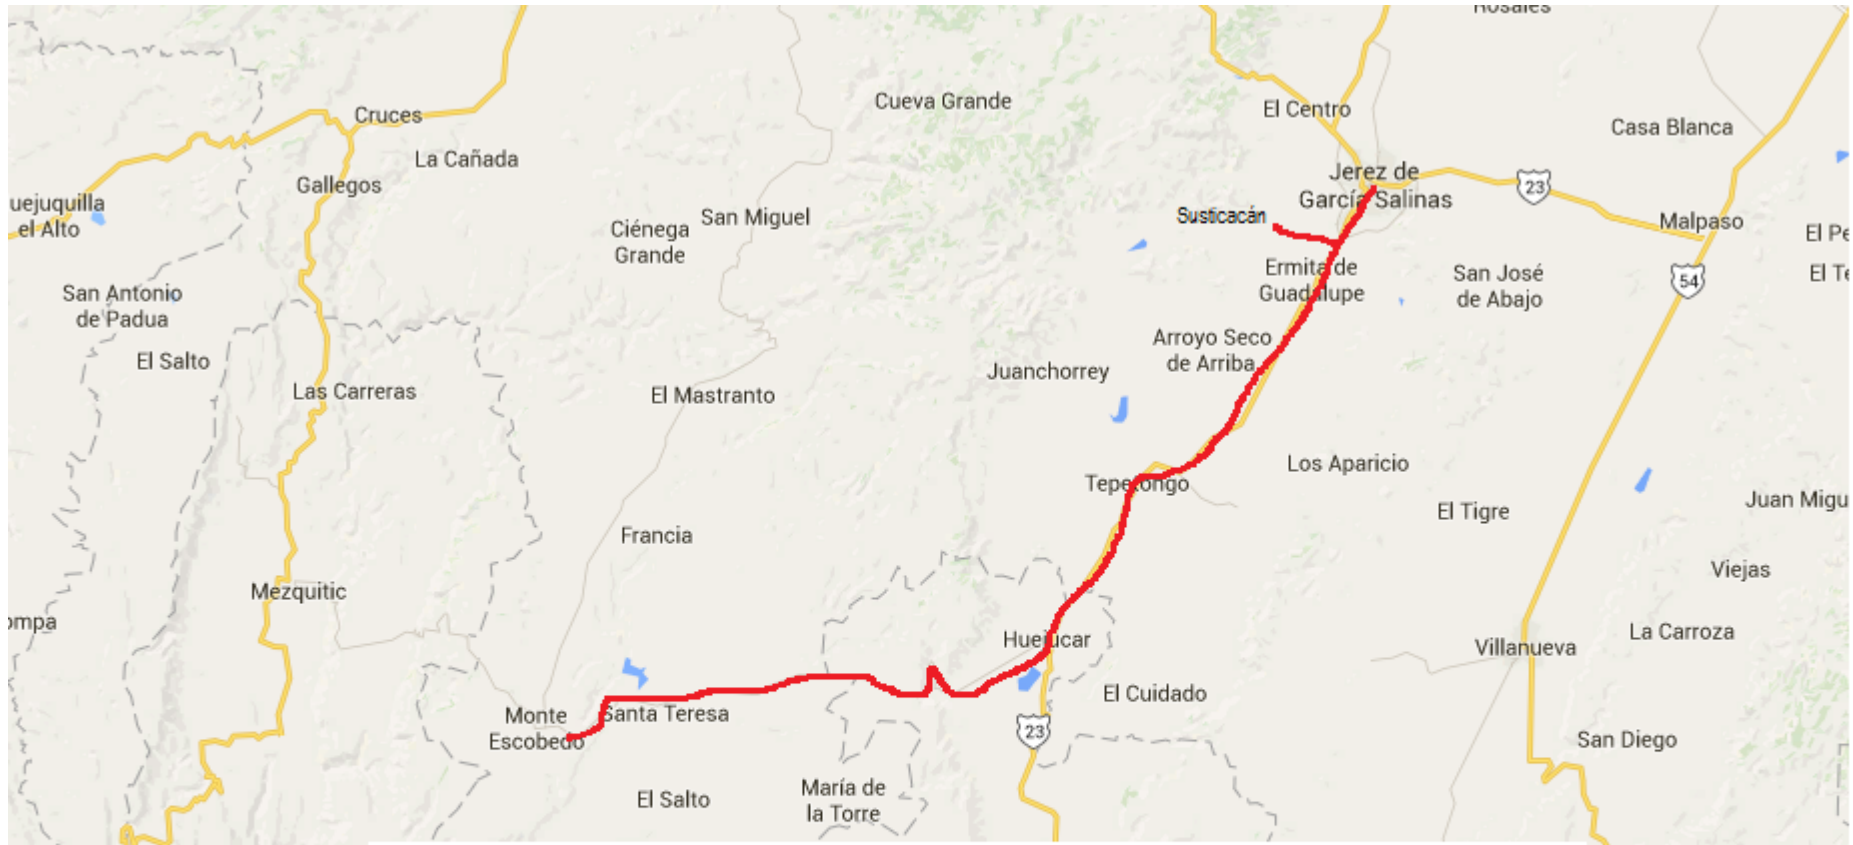 Rosales
Cueva Grande
El Centro
Cruces
Casa Blanca
La Cañada
Jerez de
García Salinas
Gallegos
23
uejuquilla
el Alto
San Miguel
Susticacán
Malpaso
Ciénega
Grande
El Pe
Ermita de
Guadalupe
San José
de Abajo
El Te
54
San Antonio
de Padua
Arroyo Seco
de Arriba
El Salto
Juanchorrey
Las Carreras
El Mastranto
Los Aparicio
Tepetongo
Juan Migu
El Tigre
Francia
Viejas
Mezquitic
ompa
La Carroza
Huejúcar
Villanueva
El Cuidado
Monte
Escobedo
Santa Teresa
23
San Diego
María de
la Torre
El Salto